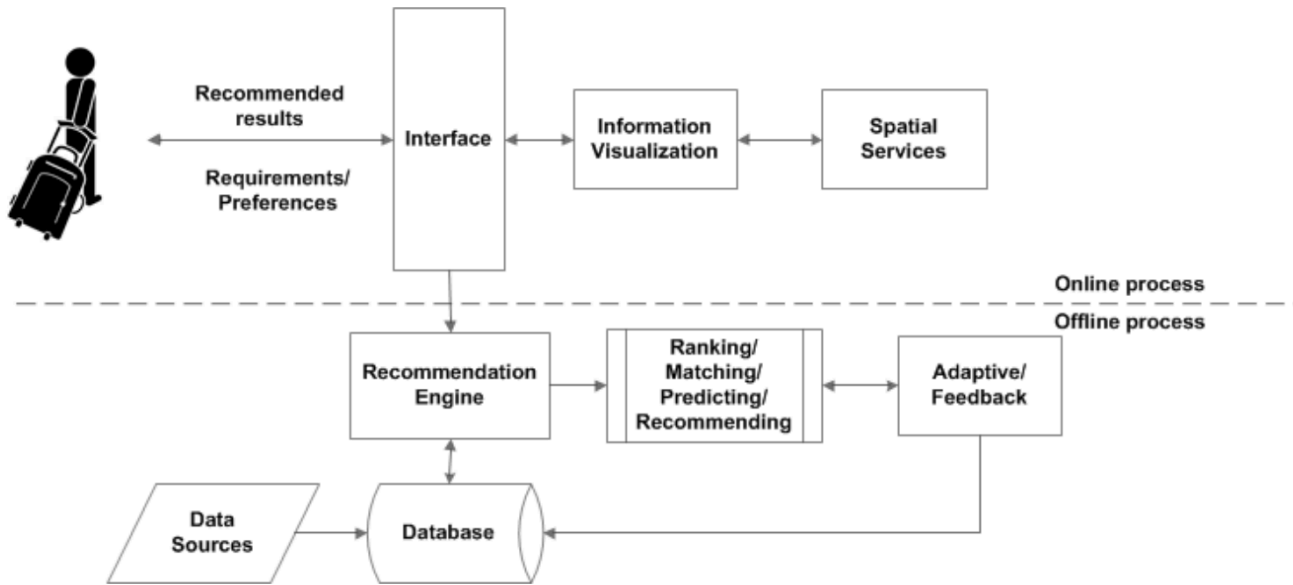 Recommended
results
Requirements/
Preferences
Interface
Information
Visualization
Spatial
Services
Online process
Offline process
Recommendation
Engine
Ranking/
Matching/
Predicting/
Recommending
Adaptive/
Feedback
Data
Sources
Database